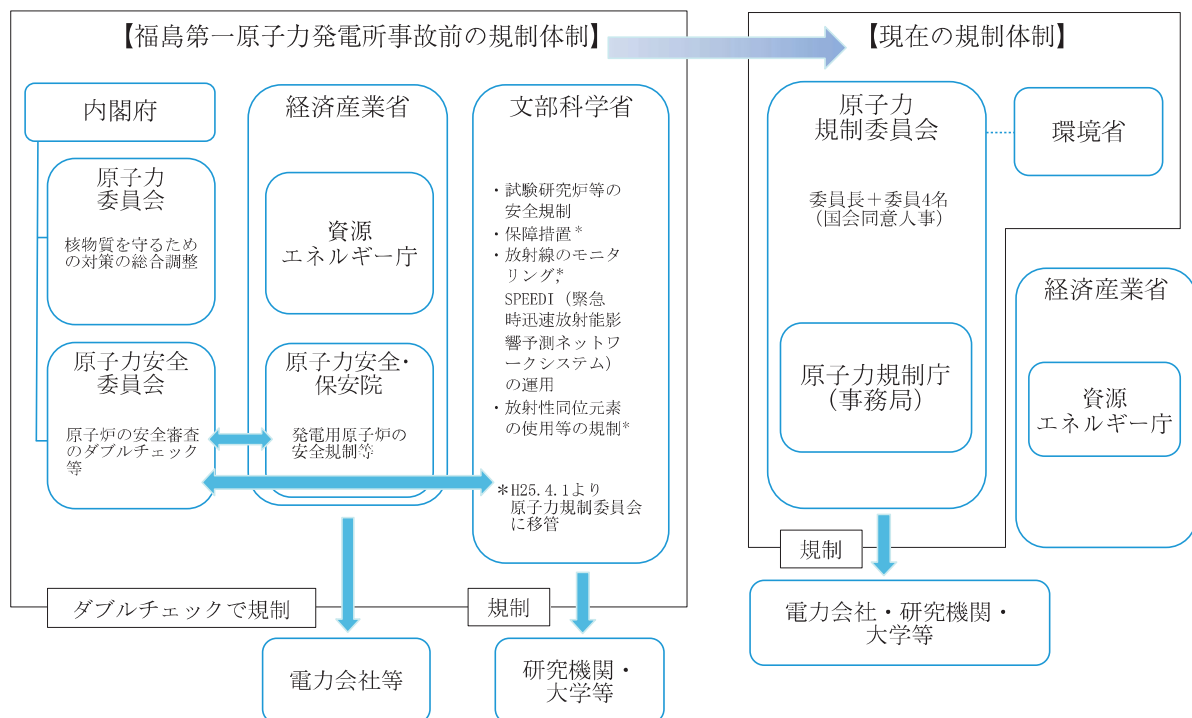 【福島第一原子力発電所事故前の規制体制】
内閣府
原子力
委員会
核物質を守るため
の対策の総合調整
原子力安全
委員会
原子炉の安全審査
のダブルチェック
等
経済産業省
資源
エネルギー庁
原子力安全・
保安院
発電用原子炉の
安全規制等
文部科学省
・試験研究炉等の
安全規制
・保障措置*
・放射線のモニタ
リング,*
SPEEDI（緊急
時迅速放射能影
響予測ネットワ
ークシステム）
の運用
・放射性同位元素
の使用等の規制*
*H25.4.1より
原子力規制委員会
に移管
ダブルチェックで規制
規制
電力会社等
研究機関・
大学等
【現在の規制体制】
原子力
規制委員会
委員長＋委員4名
（国会同意人事）
原子力規制庁
（事務局）
環境省
経済産業省
資源
エネルギー庁
規制
電力会社・研究機関・
大学等